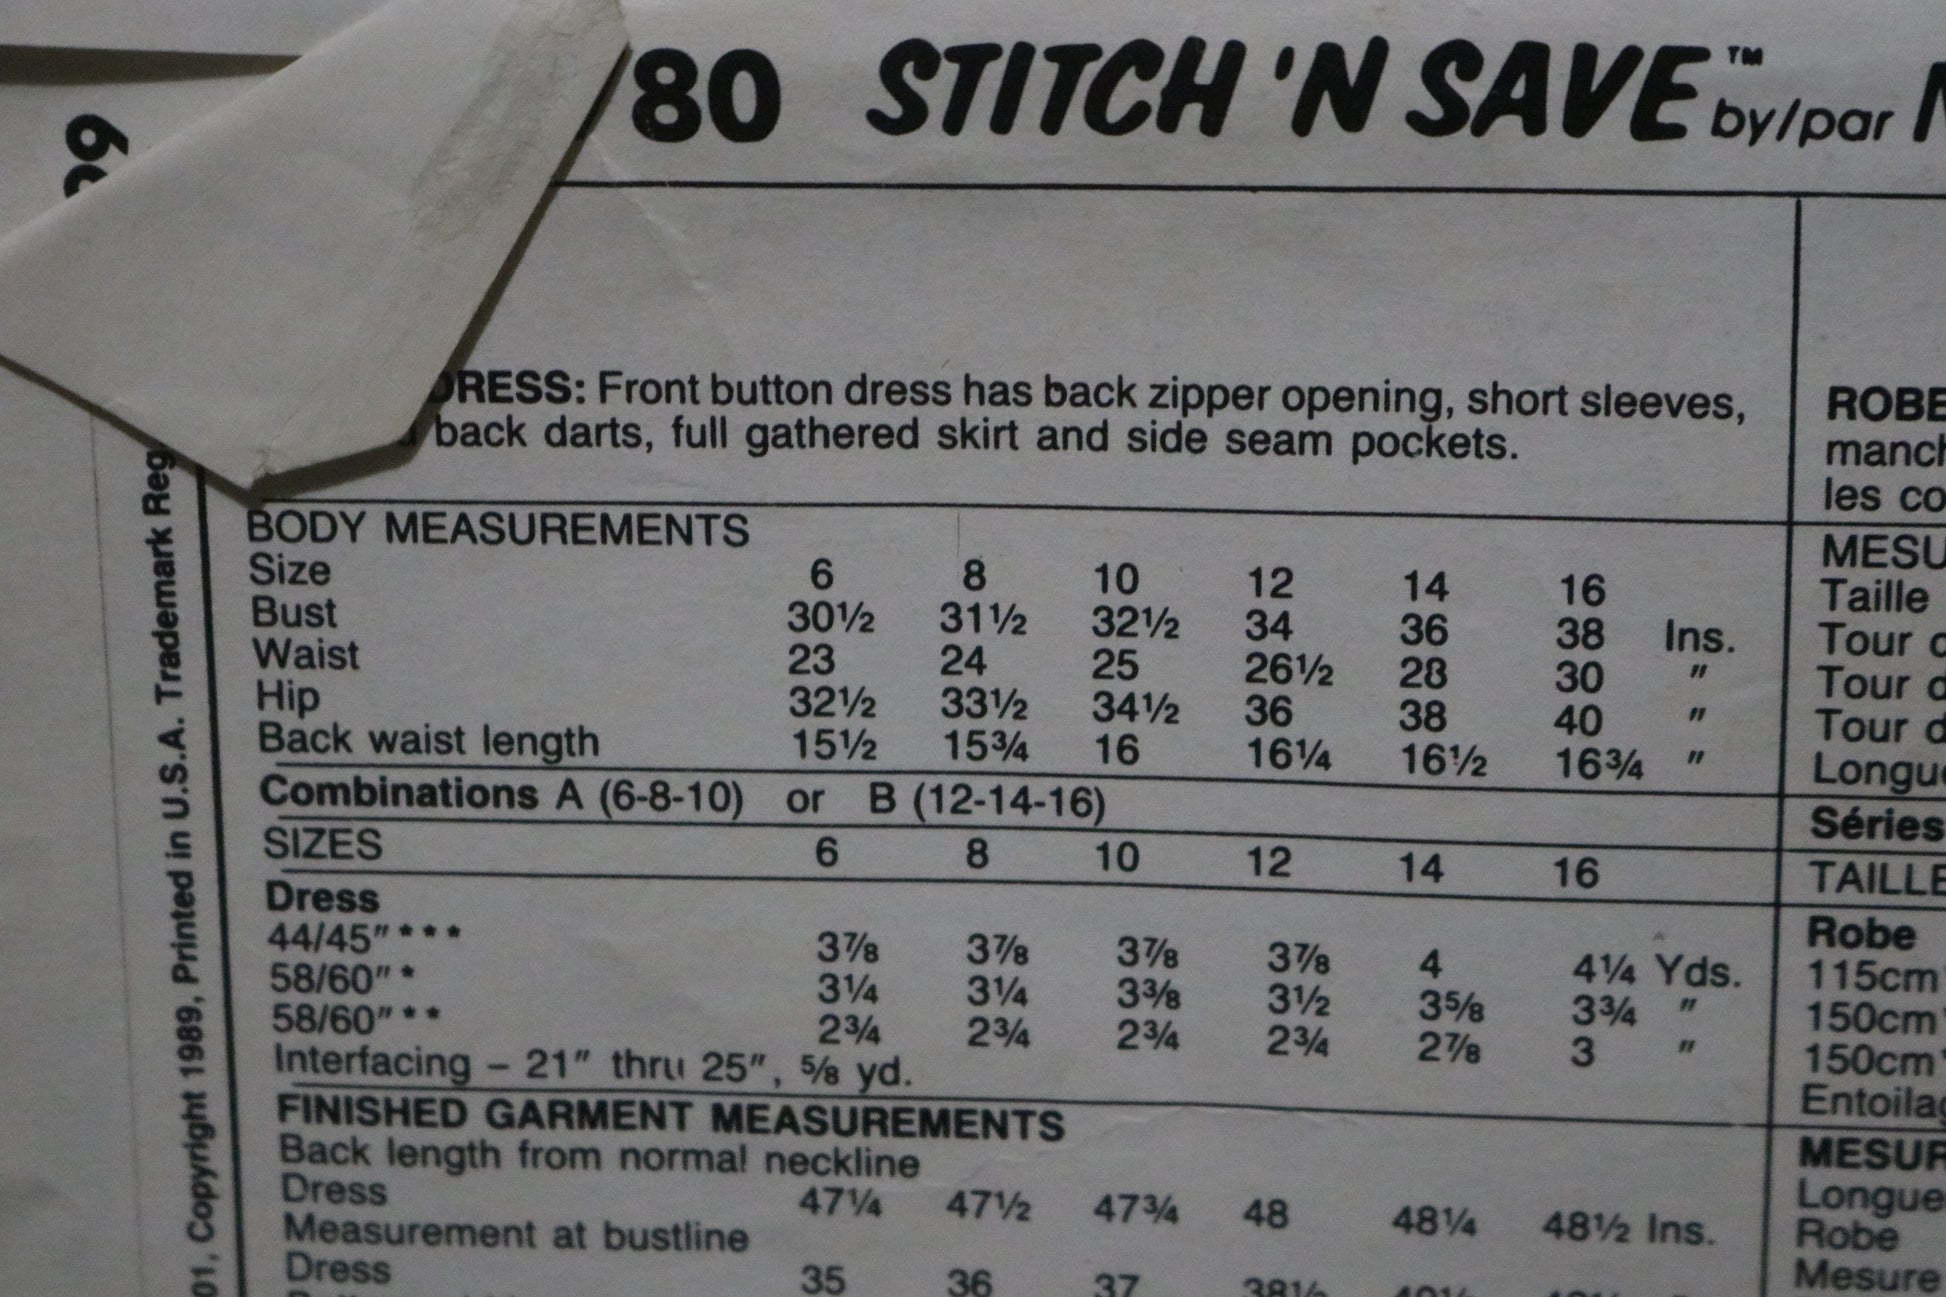 80 STITCH 'N SAVE™ by/par
DRESS: Front button dress has back zipper opening, short sleeves,
back darts, full gathered skirt and side seam pockets.
BODY MEASUREMENTS
Size 6 8 10 12 14 16
Bust 30½ 31½ 32½ 34 36 38 Ins.
Waist 23 24 25 26½ 28 30 "
Hip 32½ 33½ 34½ 36 38 40 "
Back waist length 15½ 15¾ 16 16¼ 16½ 16¾ "
Combinations A (6-8-10) or B (12-14-16)
SIZES 6 8 10 12 14 16
Dress
44/45"*** 3⅞ 3⅞ 3⅞ 3⅞ 4 4¼ Yds.
58/60"* 3¼ 3¼ 3⅜ 3½ 3⅝ 3¾ "
58/60"** 2¾ 2¾ 2¾ 2¾ 2⅞ 3 "
Interfacing – 21" thru 25", ⅝ yd.
FINISHED GARMENT MEASUREMENTS
Back length from normal neckline
Dress 47¼ 47½ 47¾ 48 48¼ 48½ Ins.
Measurement at bustline
Dress 35 36 37 38½
ROBE
manch
les co
MESU
Taille
Tour d
Tour d
Tour d
Longue
Séries
TAILLE
Robe
115cm
150cm
150cm
Entoilag
MESUR
Longue
Robe
Mesure
01, Copyright 1989, Printed in U.S.A. Trademark Reg.